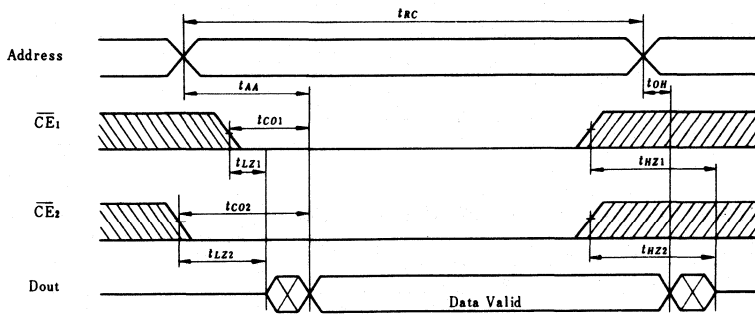 tRC
Address
tAA
tOH
CE1
tCO1
tLZ1
tHZ1
CE2
tCO2
tLZ2
tHZ2
Dout
Data Valid